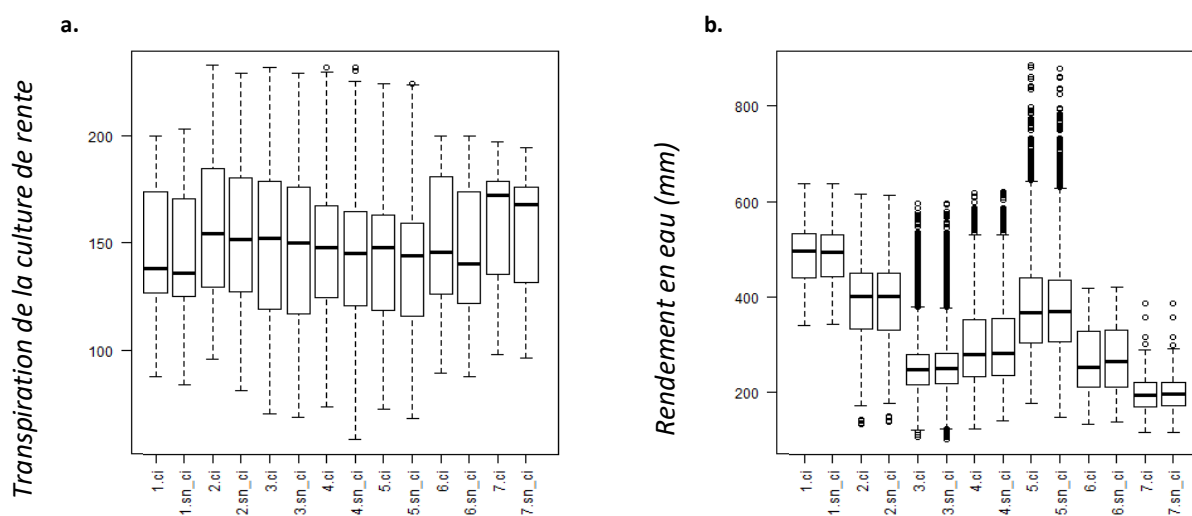 a.
Transpiration de la culture de rente
200
150
100
1.ci
1.sn_ci
2.ci
2.sn_ci
3.ci
3.sn_ci
4.ci
4.sn_ci
5.ci
5.sn_ci
6.ci
6.sn_ci
7.ci
7.sn_ci
b.
Rendement en eau (mm)
800
600
400
200
1.ci
1.sn_ci
2.ci
2.sn_ci
3.ci
3.sn_ci
4.ci
4.sn_ci
5.ci
5.sn_ci
6.ci
6.sn_ci
7.ci
7.sn_ci